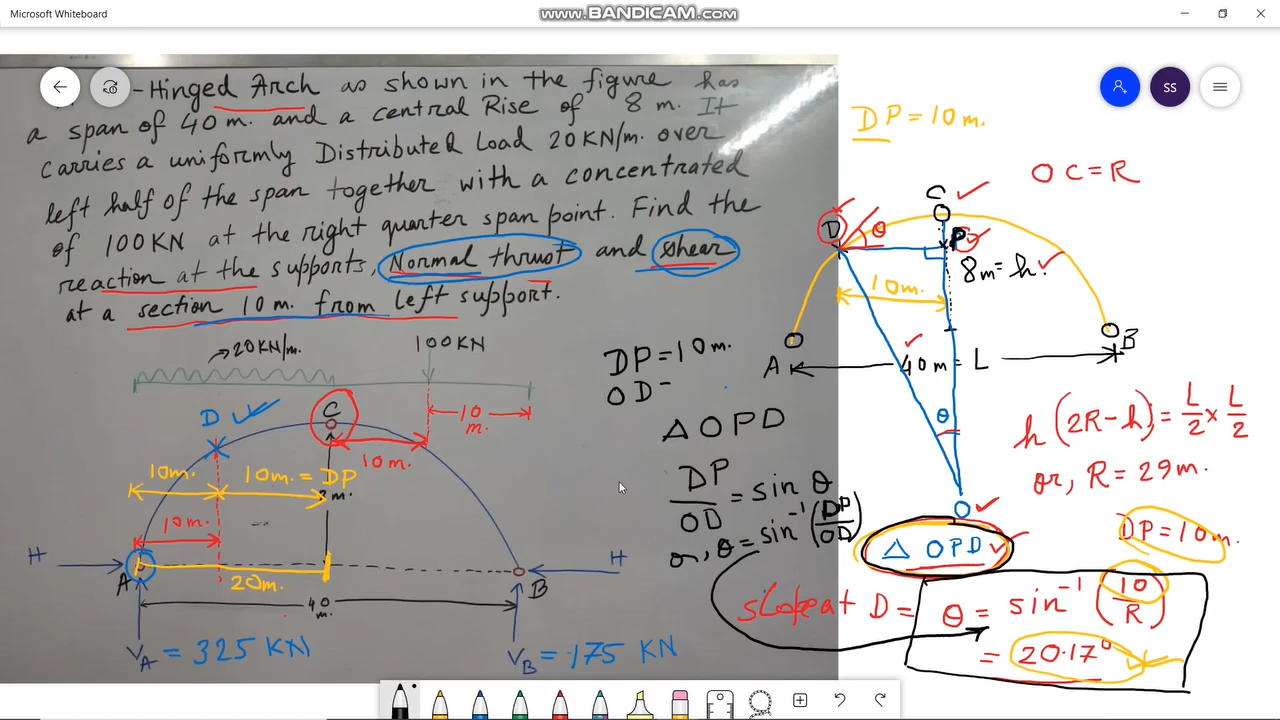 Microsoft Whiteboard
www.BANDICAM.com
-Hinged Arch as shown in the figure has
a span of 40 m. and a central Rise of 8 m. It
carries a uniformly Distributed Load 20 KN/m. over
left half of the span together with a concentrated
of 100 KN at the right quarter span point. Find the
reaction at the supports, Normal thrust and Shear
at a section 10 m. from left support.
20 KN/m.
100 KN
D
C
10 m.
10 m.
10 m.
10 m. = DP
m.
10 m.
H
H
A
B
20 m.
40 m.
VA = 325 KN
VB = 175 KN
DP = 10 m.
OC = R
C
D
θ
P
8m = h
10 m.
A
B
40 m = L
θ
O
DP = 10 m.
OD =
△ OPD
DP/OD = sin θ
or, θ = sin⁻¹ (DP/OD)
h (2R-h) = L/2 × L/2
or, R = 29 m.
△ OPD
DP = 10 m.
slope at D = θ = sin⁻¹ (10/R)
= 20.17°
SS